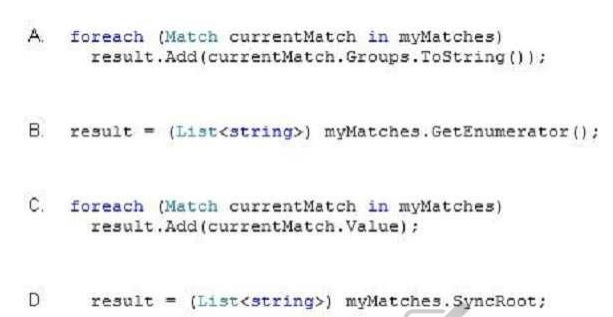 A. foreach (Match currentMatch in myMatches)
result.Add(currentMatch.Groups.ToString());
B. result = (List<string>) myMatches.GetEnumerator();
C. foreach (Match currentMatch in myMatches)
result.Add(currentMatch.Value);
D result = (List<string>) myMatches.SyncRoot;